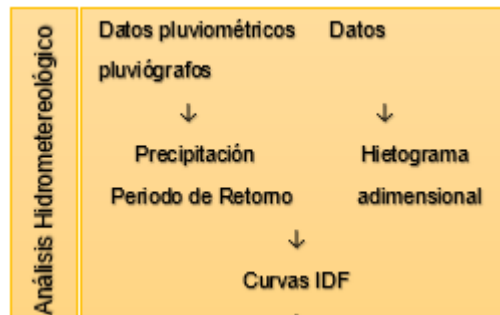 Análisis Hidrometereológico
Datos pluviométricos Datos
pluviógrafos
↓ ↓
Precipitación Hietograma
Periodo de Retorno adimensional
↓
Curvas IDF